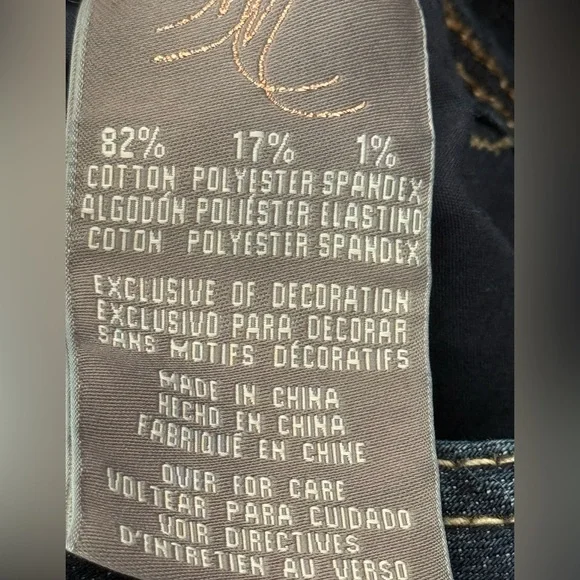 82% 17% 1%
COTTON POLYESTER SPANDEX
ALGODÓN POLIÉSTER ELASTINO
COTON POLYESTER SPANDEX
EXCLUSIVE OF DECORATION
EXCLUSIVO PARA DECORAR
SANS MOTIFS DÉCORATIFS
MADE IN CHINA
HECHO EN CHINA
FABRIQUÉ EN CHINE
OVER FOR CARE
VOLTEAR PARA CUIDADO
VOIR DIRECTIVES
D'ENTRETIEN AU VERSO